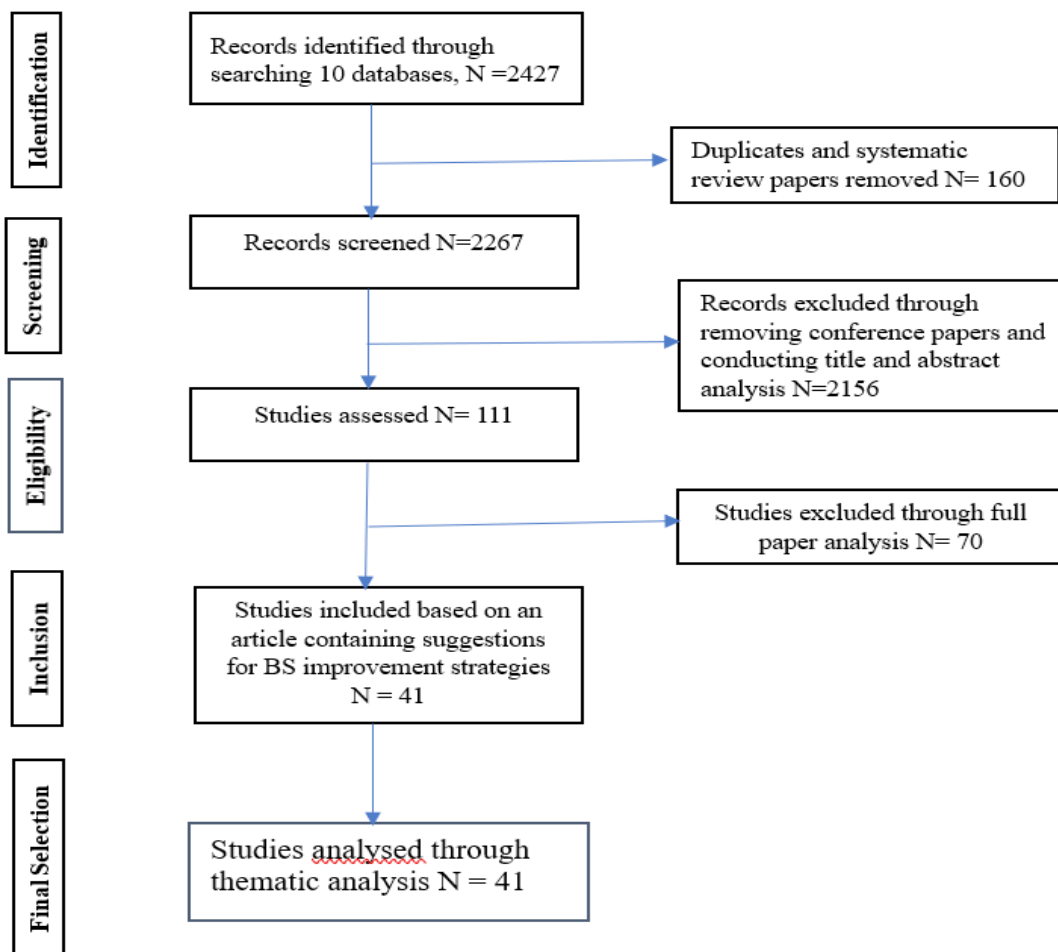 Identification
Records identified through
searching 10 databases, N =2427
Duplicates and systematic
review papers removed N= 160
Screening
Records screened N=2267
Records excluded through
removing conference papers and
conducting title and abstract
analysis N=2156
Eligibility
Studies assessed N= 111
Studies excluded through full
paper analysis N= 70
Inclusion
Studies included based on an
article containing suggestions
for BS improvement strategies
N = 41
Final Selection
Studies analysed through
thematic analysis N = 41